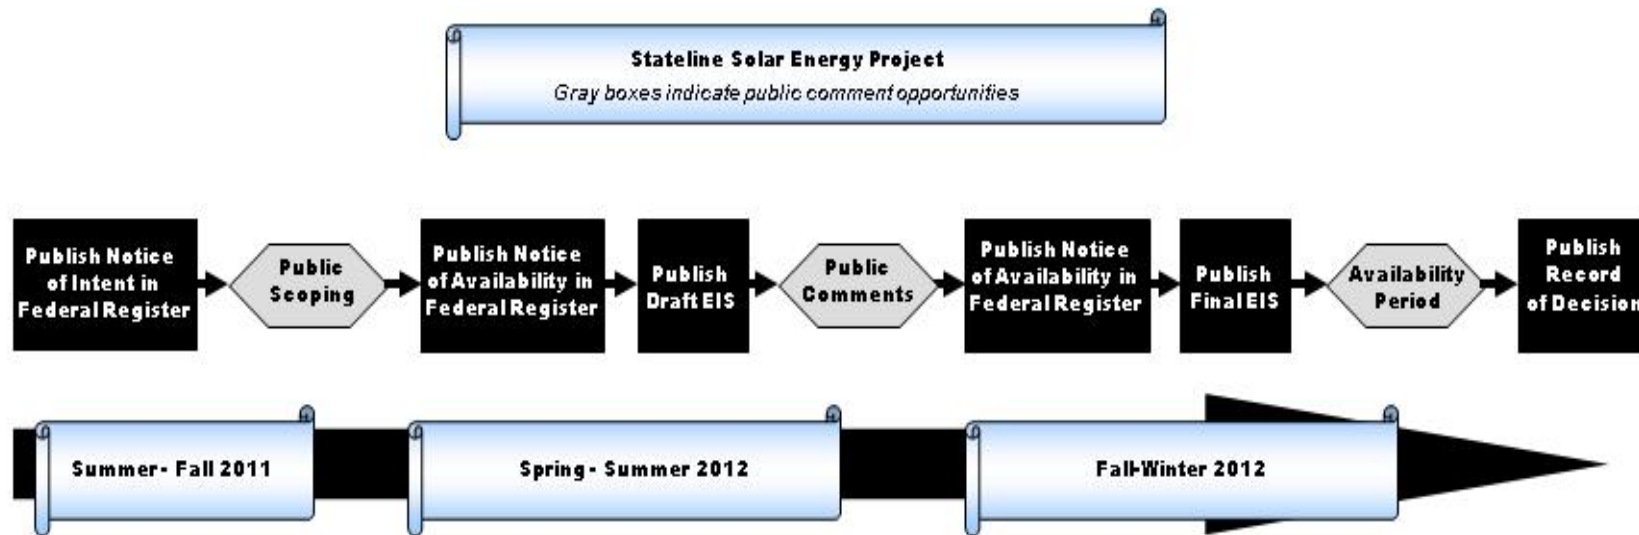 Stateline Solar Energy Project
Gray boxes indicate public comment opportunities
Publish Notice
of Intent in
Federal Register
Public
Scoping
Publish Notice
of Availability in
Federal Register
Publish
Draft EIS
Public
Comments
Publish Notice
of Availability in
Federal Register
Publish
Final EIS
Availability
Period
Publish
Record
of Decision
Summer - Fall 2011
Spring - Summer 2012
Fall-Winter 2012